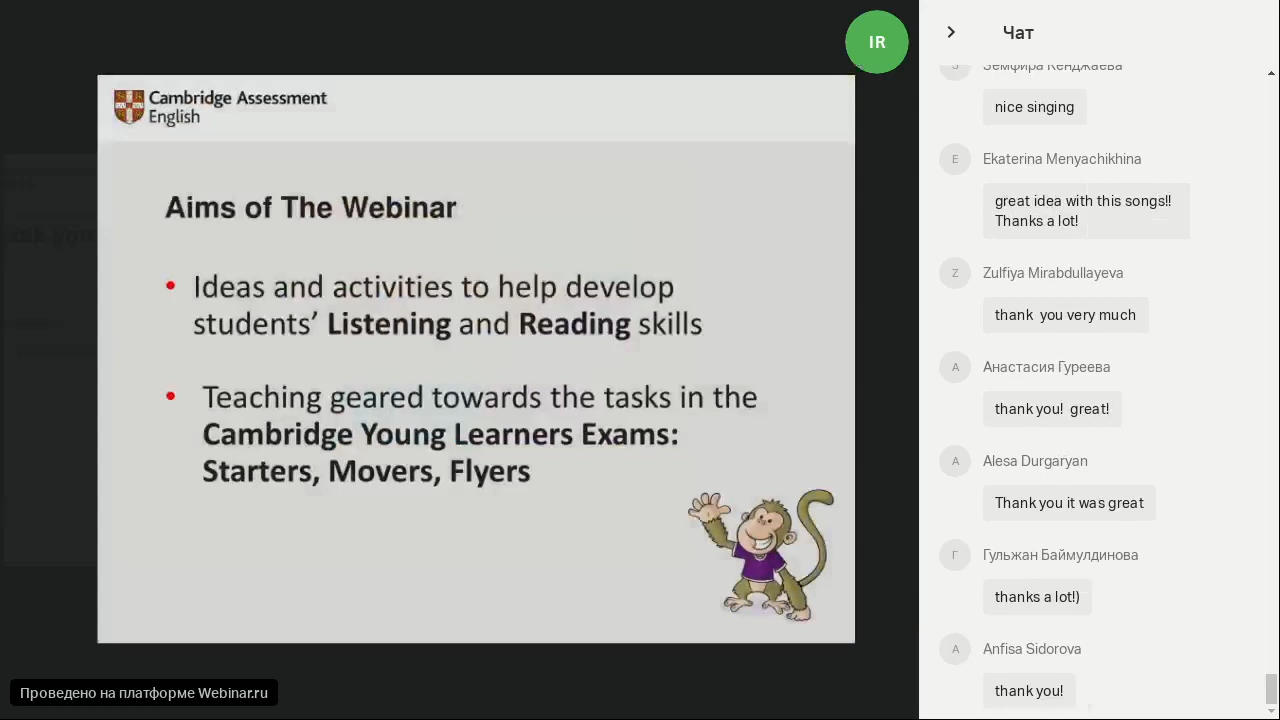 IR
Cambridge Assessment
English
Aims of The Webinar
• Ideas and activities to help develop
students’ Listening and Reading skills
• Teaching geared towards the tasks in the
Cambridge Young Learners Exams:
Starters, Movers, Flyers
Проведено на платформе Webinar.ru
Чат
Земфира Кенджаева
nice singing
E
Ekaterina Menyachikhina
great idea with this songs!!
Thanks a lot!
Z
Zulfiya Mirabdullayeva
thank you very much
А
Анастасия Гуреева
thank you! great!
A
Alesa Durgaryan
Thank you it was great
Г
Гульжан Баймулдинова
thanks a lot!)
A
Anfisa Sidorova
thank you!